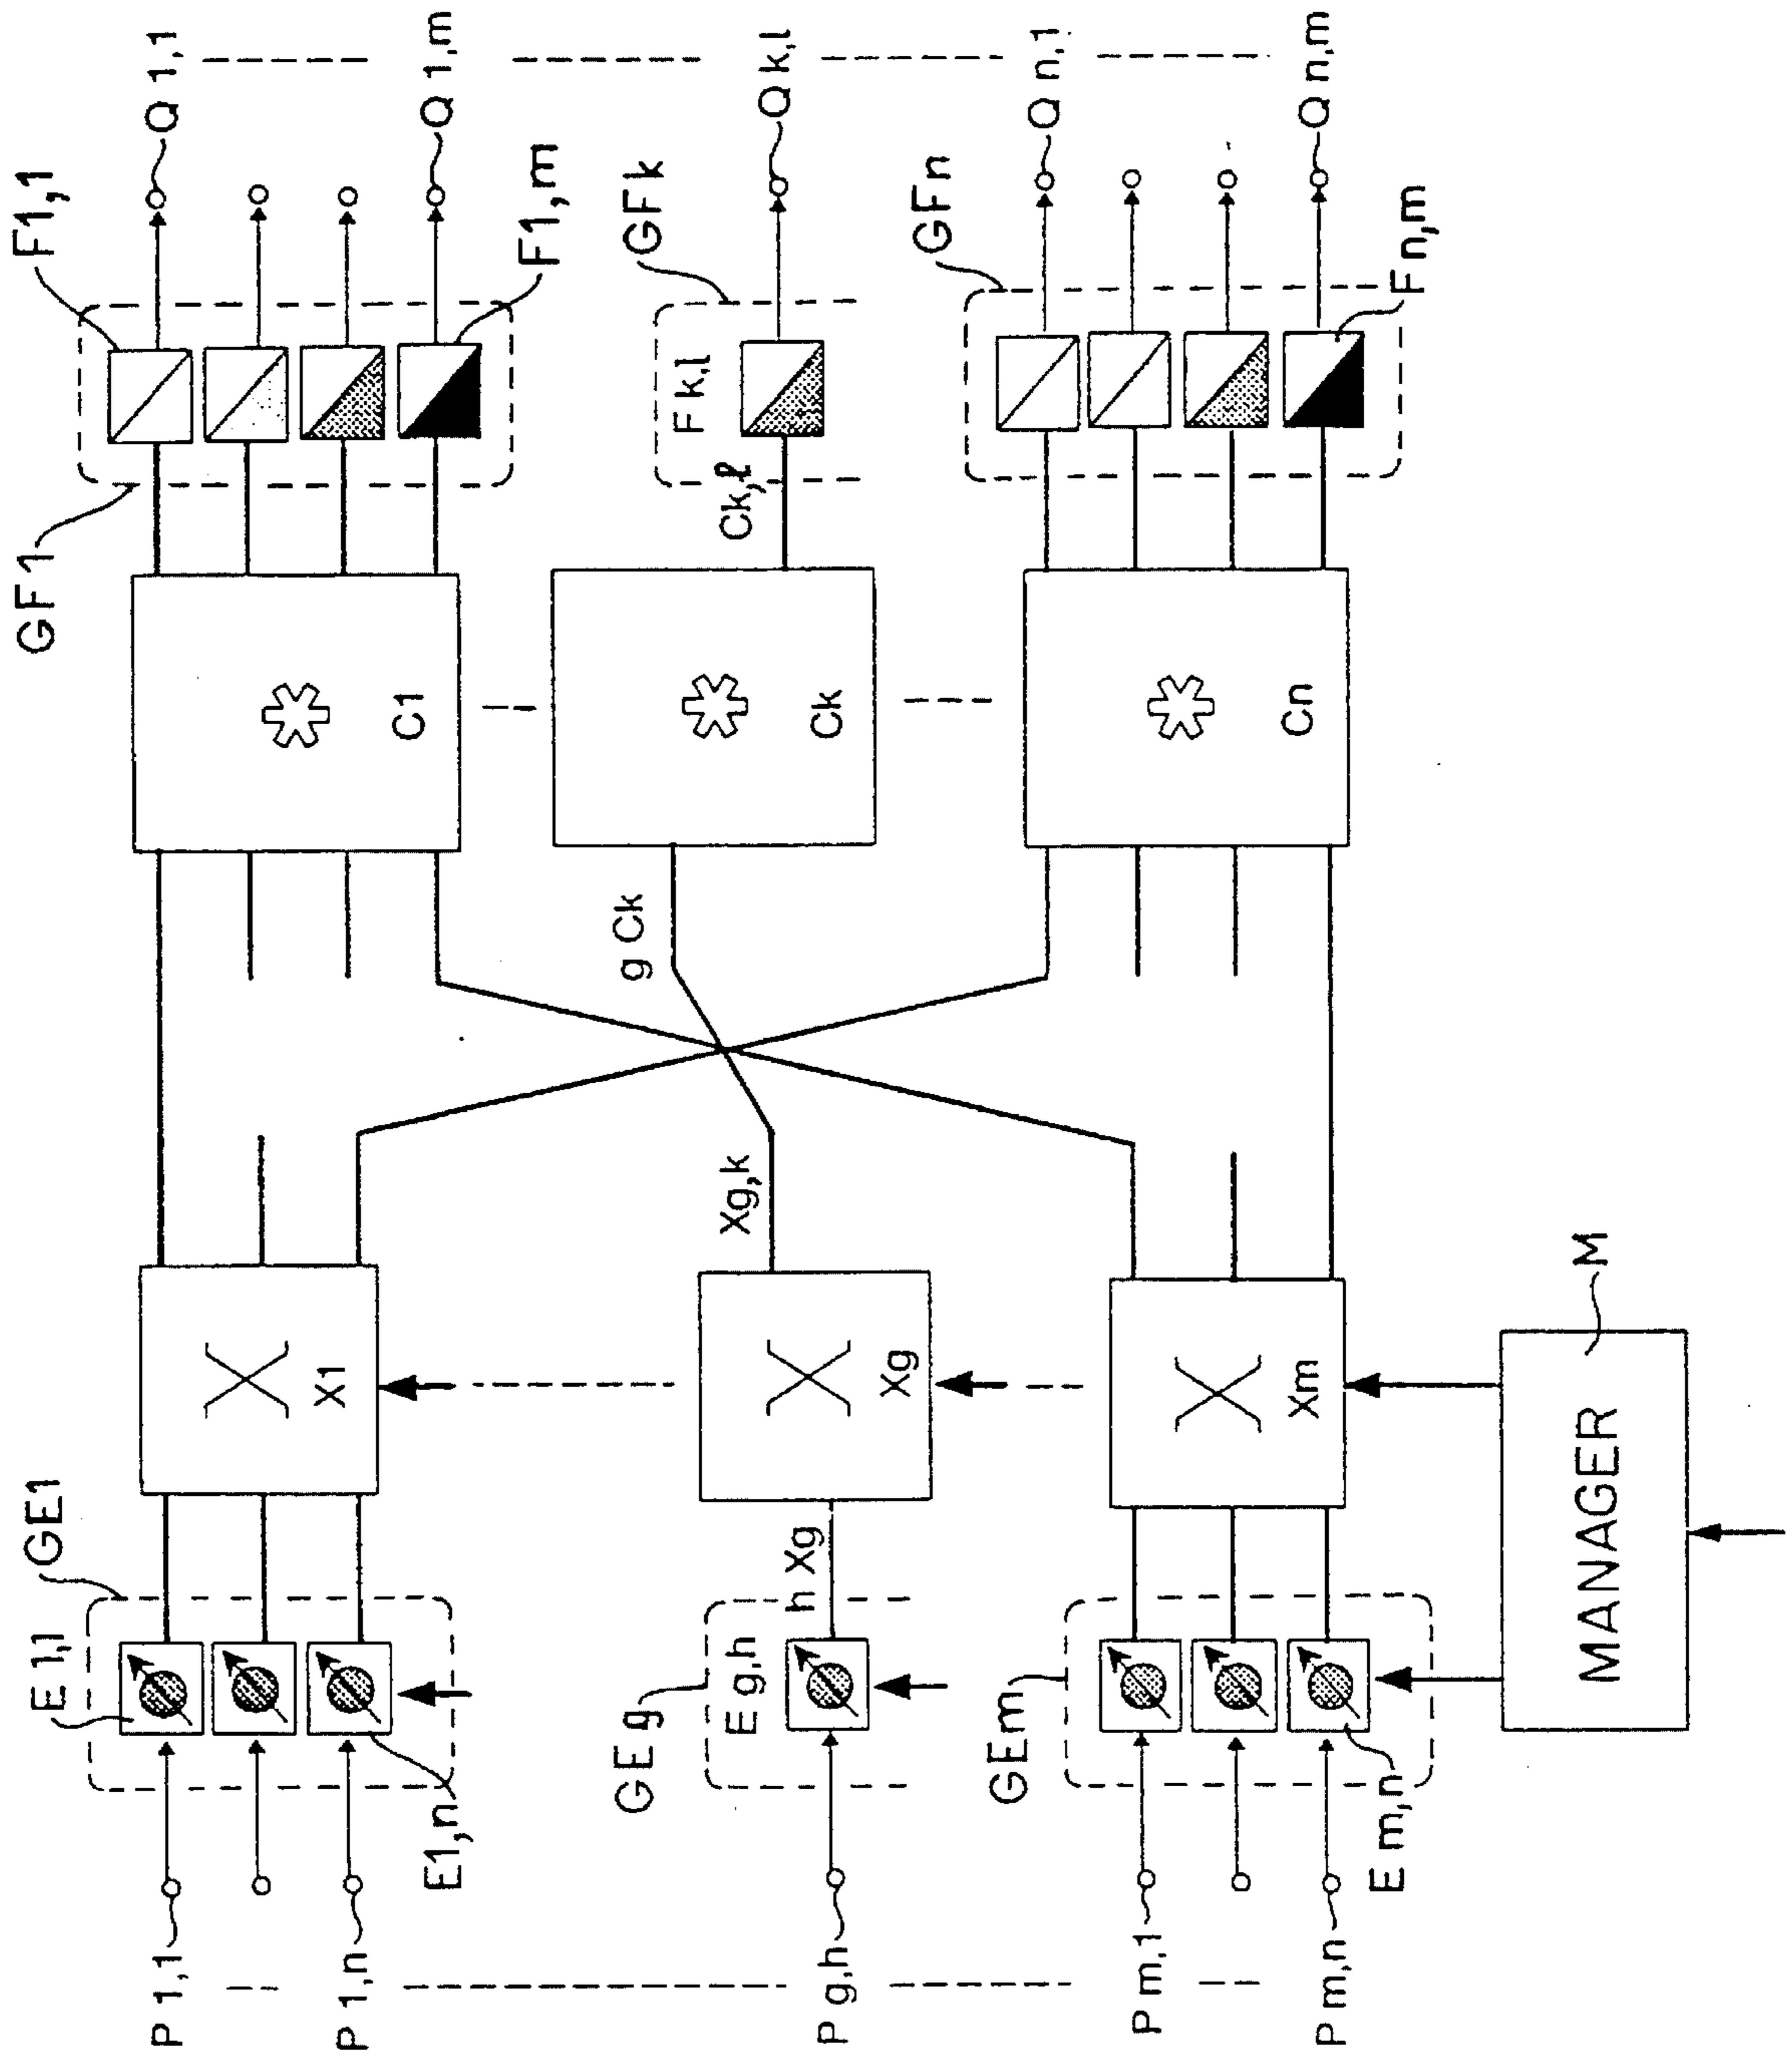 P 1,1
P 1,n
P g,h
P m,1
P m,n
E 1,1
GE1
E1,n
GE g
E g,h
h Xg
GEm
E m,n
X1
Xg
Xm
MANAGER
M
Xg,k
g Ck
C1
Ck
Cn
GF1
F1,1
F1,m
Ck,ℓ
F k,l
GFk
GFn
Fn,m
Q 1,1
Q 1,m
Q k,l
Q n,1
Q n,m